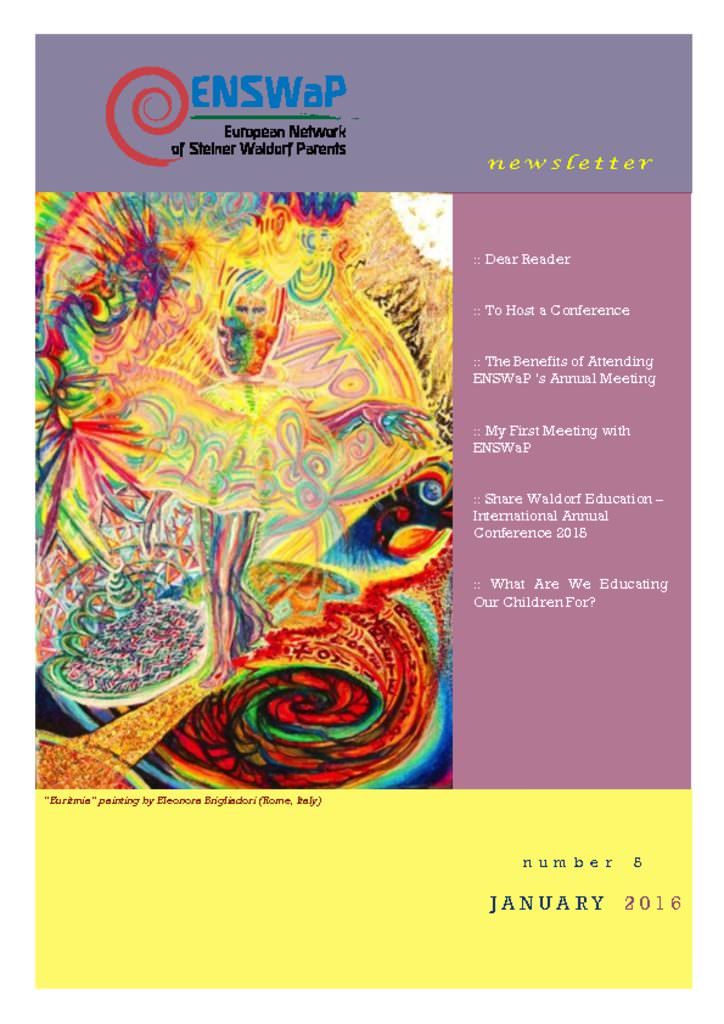 ENSWaP
European Network
of Steiner Waldorf Parents
newsletter
:: Dear Reader
:: To Host a Conference
:: The Benefits of Attending
ENSWaP 's Annual Meeting
:: My First Meeting with
ENSWaP
:: Share Waldorf Education –
International Annual
Conference 2015
:: What Are We Educating
Our Children For?
"Euritmia" painting by Eleonora Brigliadori (Rome, Italy)
number 5
JANUARY 2016